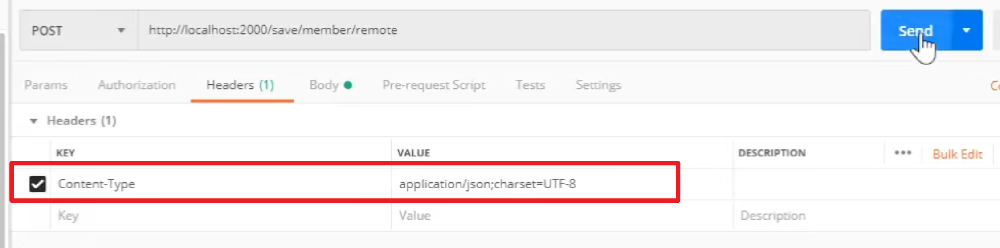 POST http://localhost:2000/save/member/remote Send
Params Authorization Headers (1) Body Pre-request Script Tests Settings
Headers (1)
KEY VALUE DESCRIPTION ••• Bulk Edit
Content-Type application/json;charset=UTF-8
Key Value Description